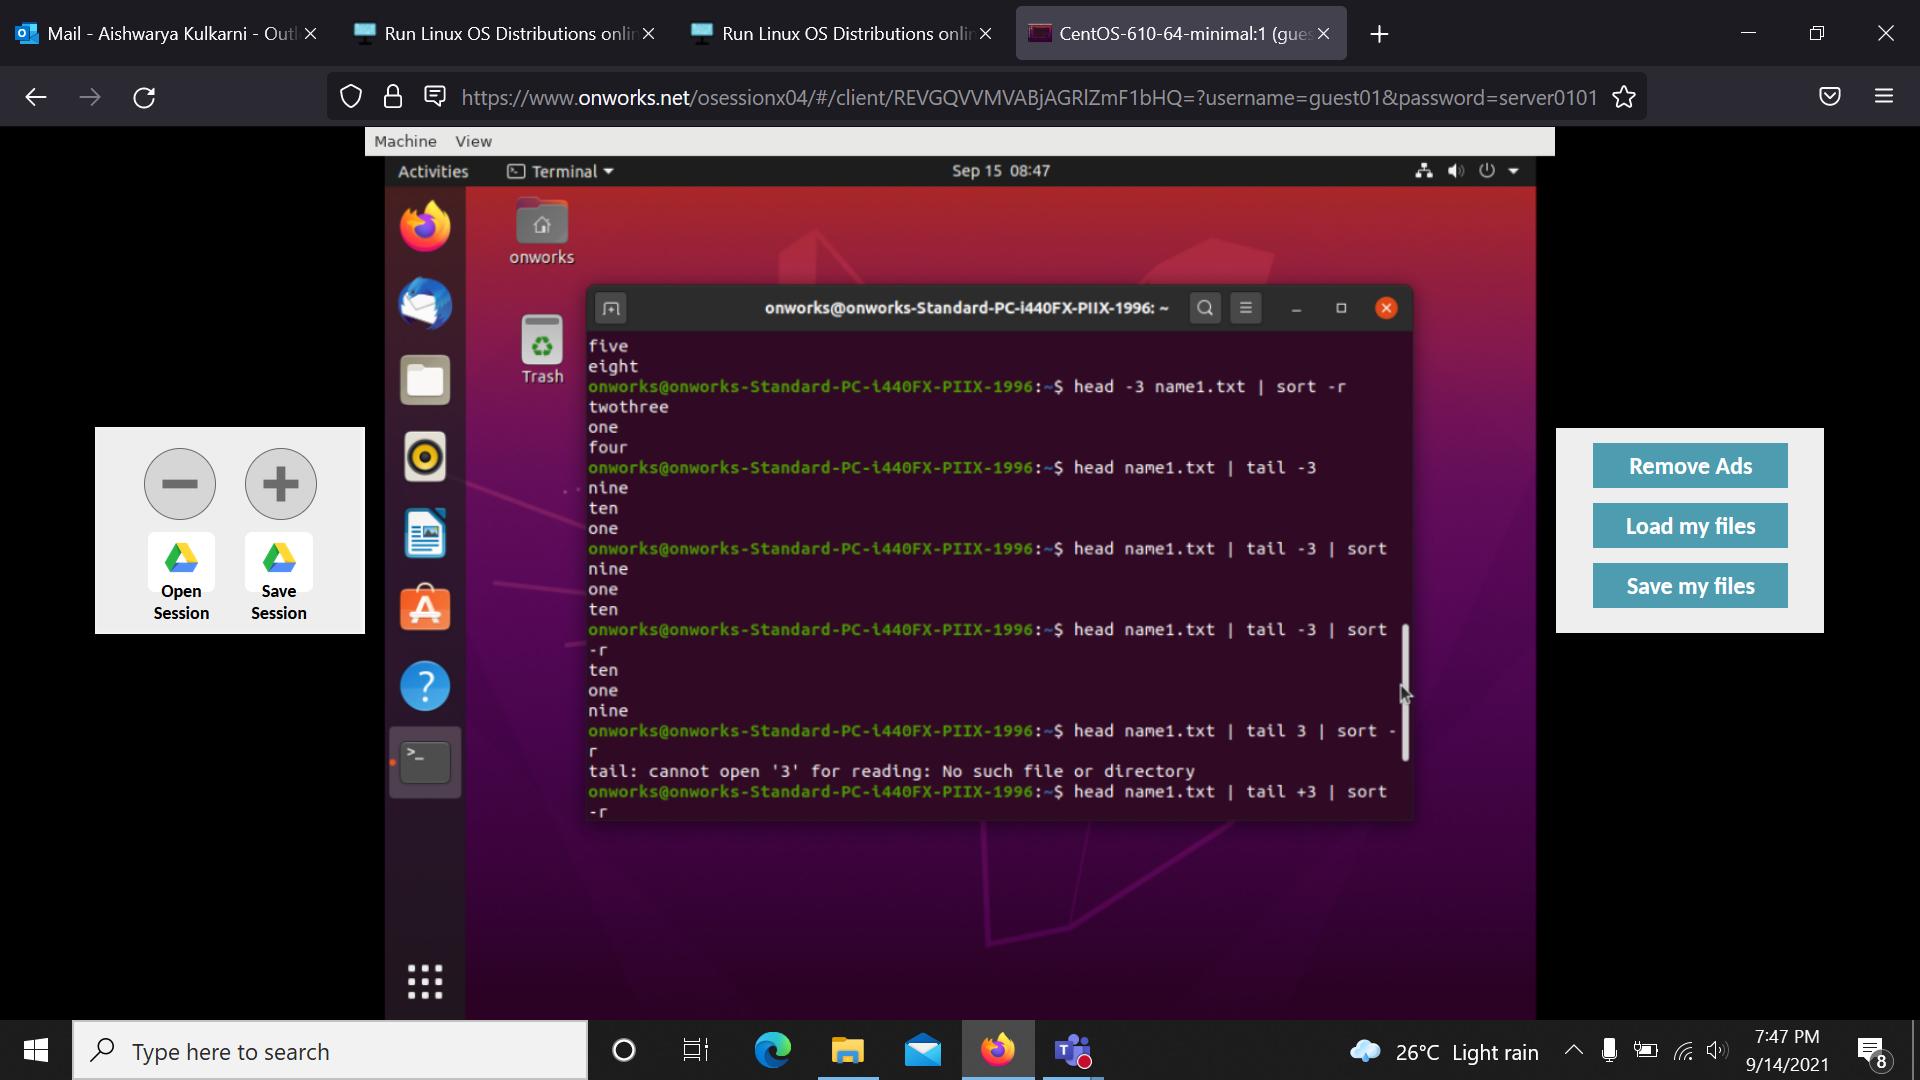 Mail - Aishwarya Kulkarni - Outl
Run Linux OS Distributions onlin
Run Linux OS Distributions onlin
CentOS-610-64-minimal:1 (gues
https://www.onworks.net/osessionx04/#/client/REVGQVVMVABjAGRlZmF1bHQ=?username=guest01&password=server0101
Machine View
Activities Terminal Sep 15 08:47
onworks
Trash
onworks@onworks-Standard-PC-i440FX-PIIX-1996: ~
five
eight
onworks@onworks-Standard-PC-i440FX-PIIX-1996:~$ head -3 name1.txt | sort -r
twothree
one
four
onworks@onworks-Standard-PC-i440FX-PIIX-1996:~$ head name1.txt | tail -3
nine
ten
one
onworks@onworks-Standard-PC-i440FX-PIIX-1996:~$ head name1.txt | tail -3 | sort
nine
one
ten
onworks@onworks-Standard-PC-i440FX-PIIX-1996:~$ head name1.txt | tail -3 | sort
-r
ten
one
nine
onworks@onworks-Standard-PC-i440FX-PIIX-1996:~$ head name1.txt | tail 3 | sort -
r
tail: cannot open '3' for reading: No such file or directory
onworks@onworks-Standard-PC-i440FX-PIIX-1996:~$ head name1.txt | tail +3 | sort
-r
Open
Session
Save
Session
Remove Ads
Load my files
Save my files
Type here to search
26°C Light rain
7:47 PM
9/14/2021
8